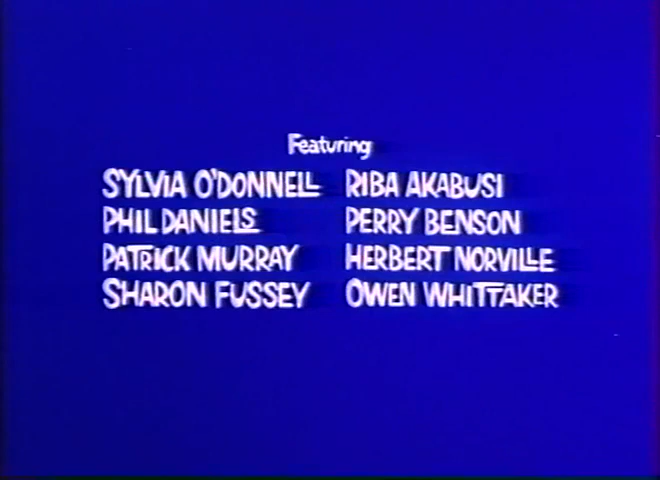 Featuring
SYLVIA O'DONNELL RIBA AKABUSI
PHIL DANIELS PERRY BENSON
PATRICK MURRAY HERBERT NORVILLE
SHARON FUSSEY OWEN WHITTAKER